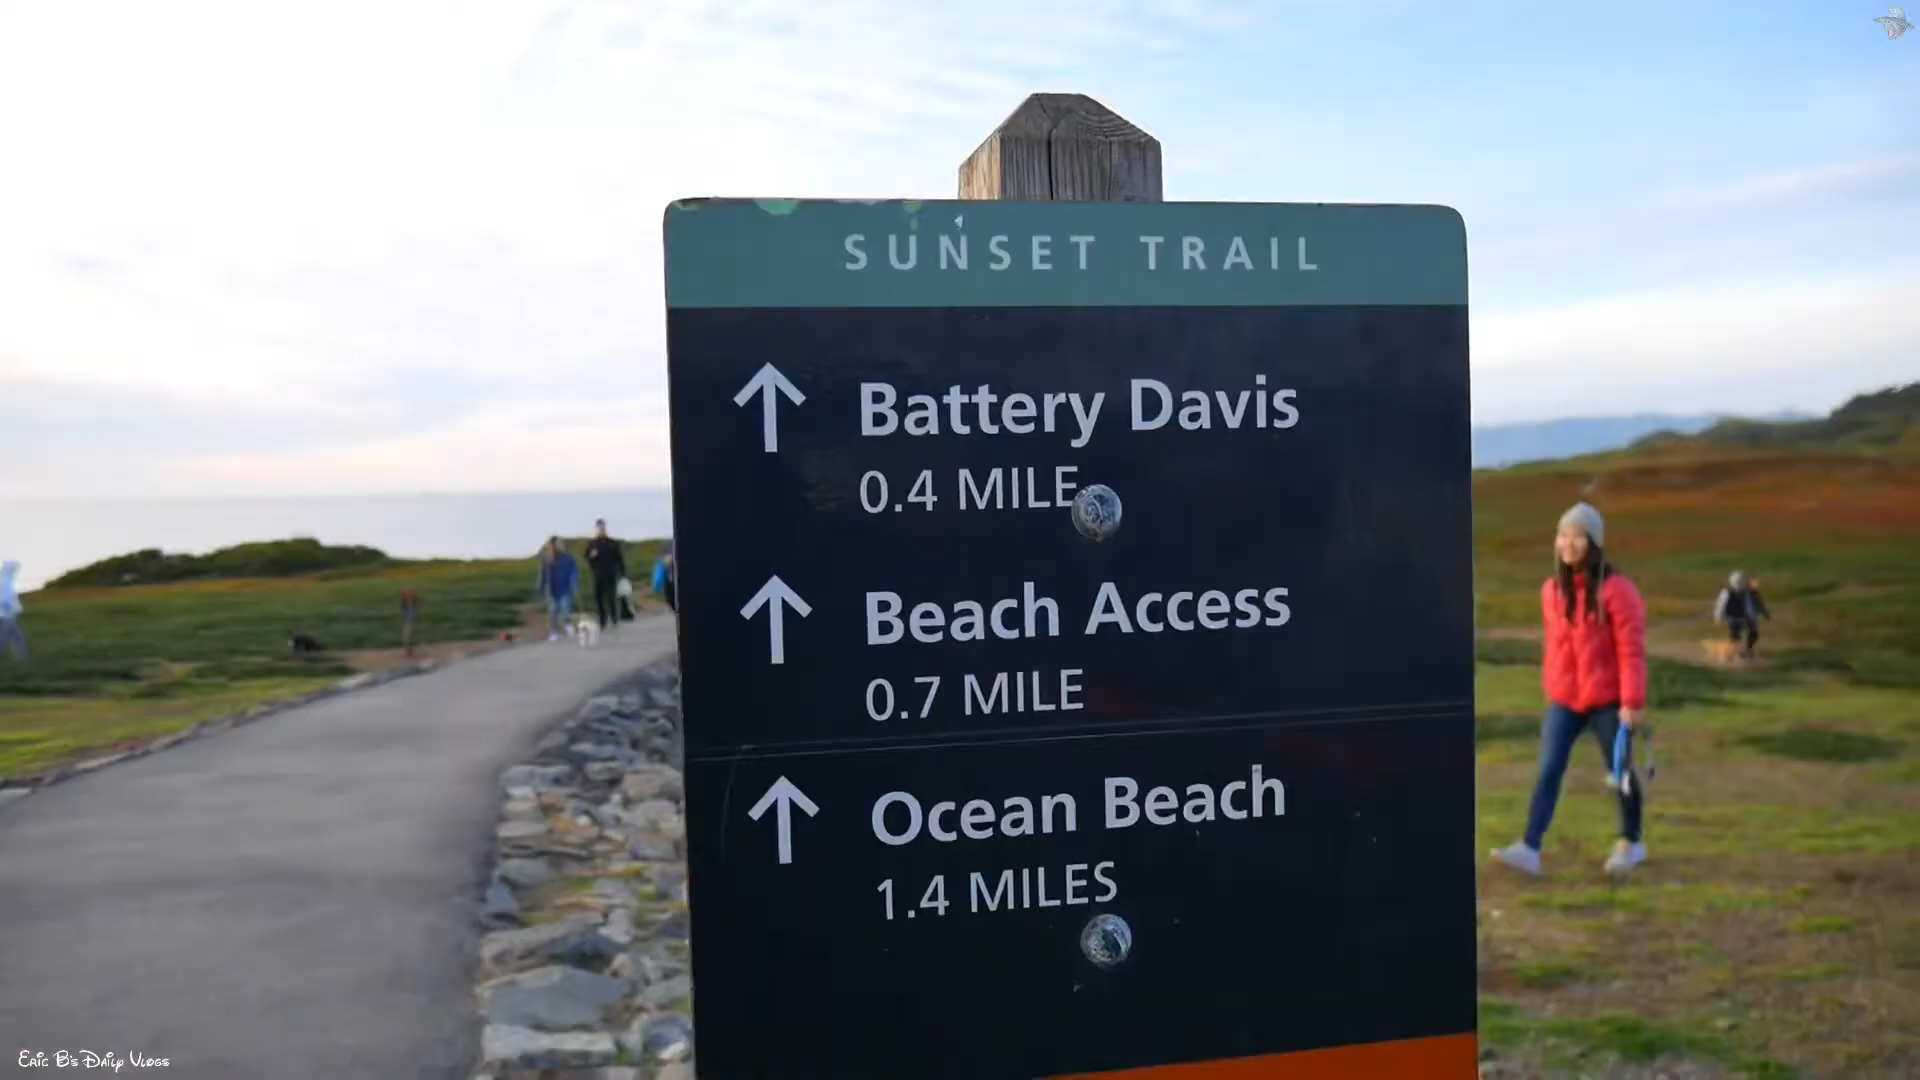 SUNSET TRAIL
Battery Davis
0.4 MILE
Beach Access
0.7 MILE
Ocean Beach
1.4 MILES
Eric B's Daily Vlogs